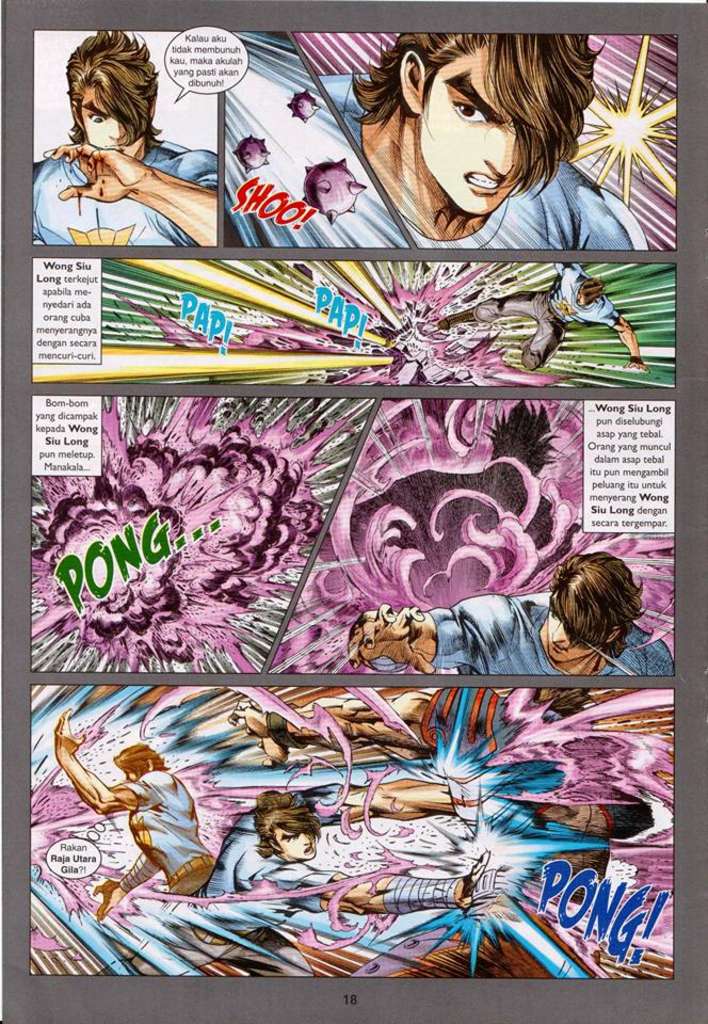 Kalau aku
tidak membunuh
kau, maka akulah
yang pasti akan
dibunuh!
SHOO!
Wong Siu
Long terkejut
apabila me-
nyedari ada
orang cuba
menyerangnya
dengan secara
mencuri-curi.
PAP!
PAP!
Bom-bom
yang dicampak
kepada Wong
Siu Long
pun meletup.
Manakala...
PONG...
...Wong Siu Long
pun diselubungi
asap yang tebal.
Orang yang muncul
dalam asap tebal
itu pun mengambil
peluang itu untuk
menyerang Wong
Siu Long dengan
secara tergempar.
Rakan
Raja Utara
Gila?!
PONG!
18